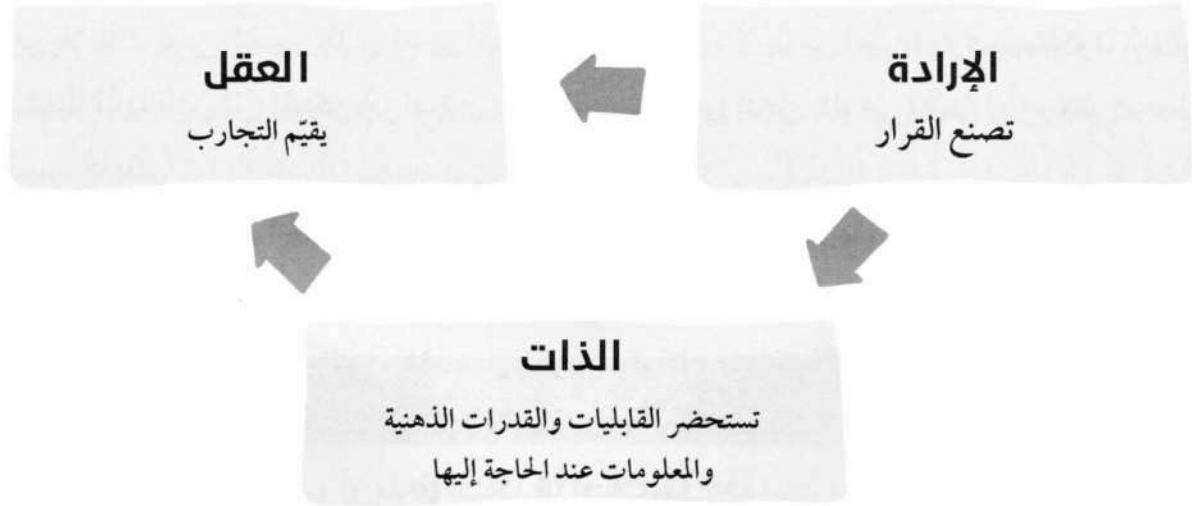 الإرادة
تصنع القرار
العقل
يقيّم التجارب
الذات
تستحضر القابليات والقدرات الذهنية
والمعلومات عند الحاجة إليها